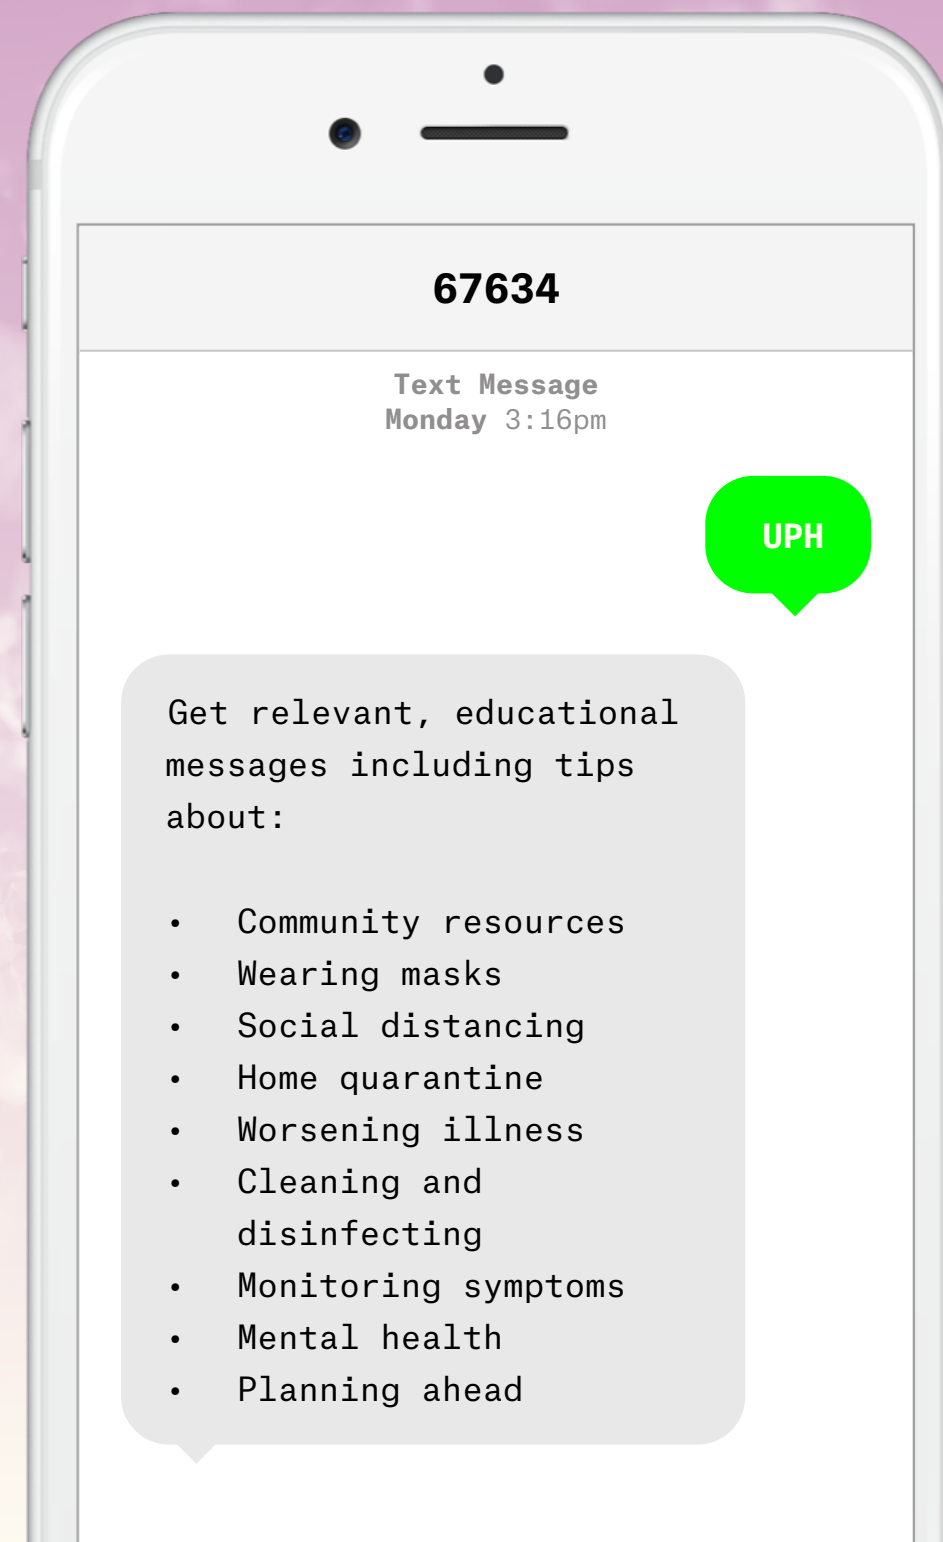 67634
Text Message
Monday 3:16pm
UPH
Get relevant, educational
messages including tips
about:
• Community resources
• Wearing masks
• Social distancing
• Home quarantine
• Worsening illness
• Cleaning and
disinfecting
• Monitoring symptoms
• Mental health
• Planning ahead